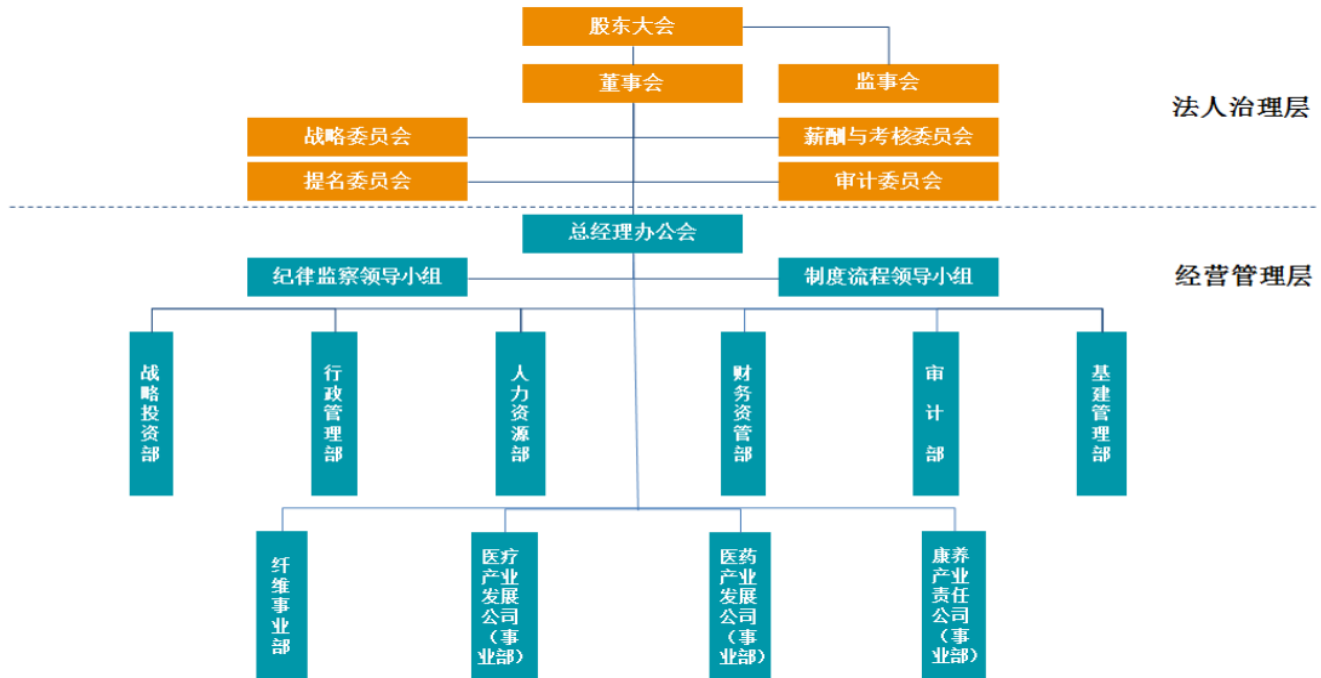 股东大会
董事会
监事会
法人治理层
战略委员会
薪酬与考核委员会
提名委员会
审计委员会
总经理办公会
纪律监察领导小组
制度流程领导小组
经营管理层
战略投资部
行政管理部
人力资源部
财务资管部
审计部
基建管理部
纤维事业部
医疗
产业
发展
公司
（事
业部）
医药
产业
发展
公司
（事
业部）
康养
产业
责任
公司
（事
业部）